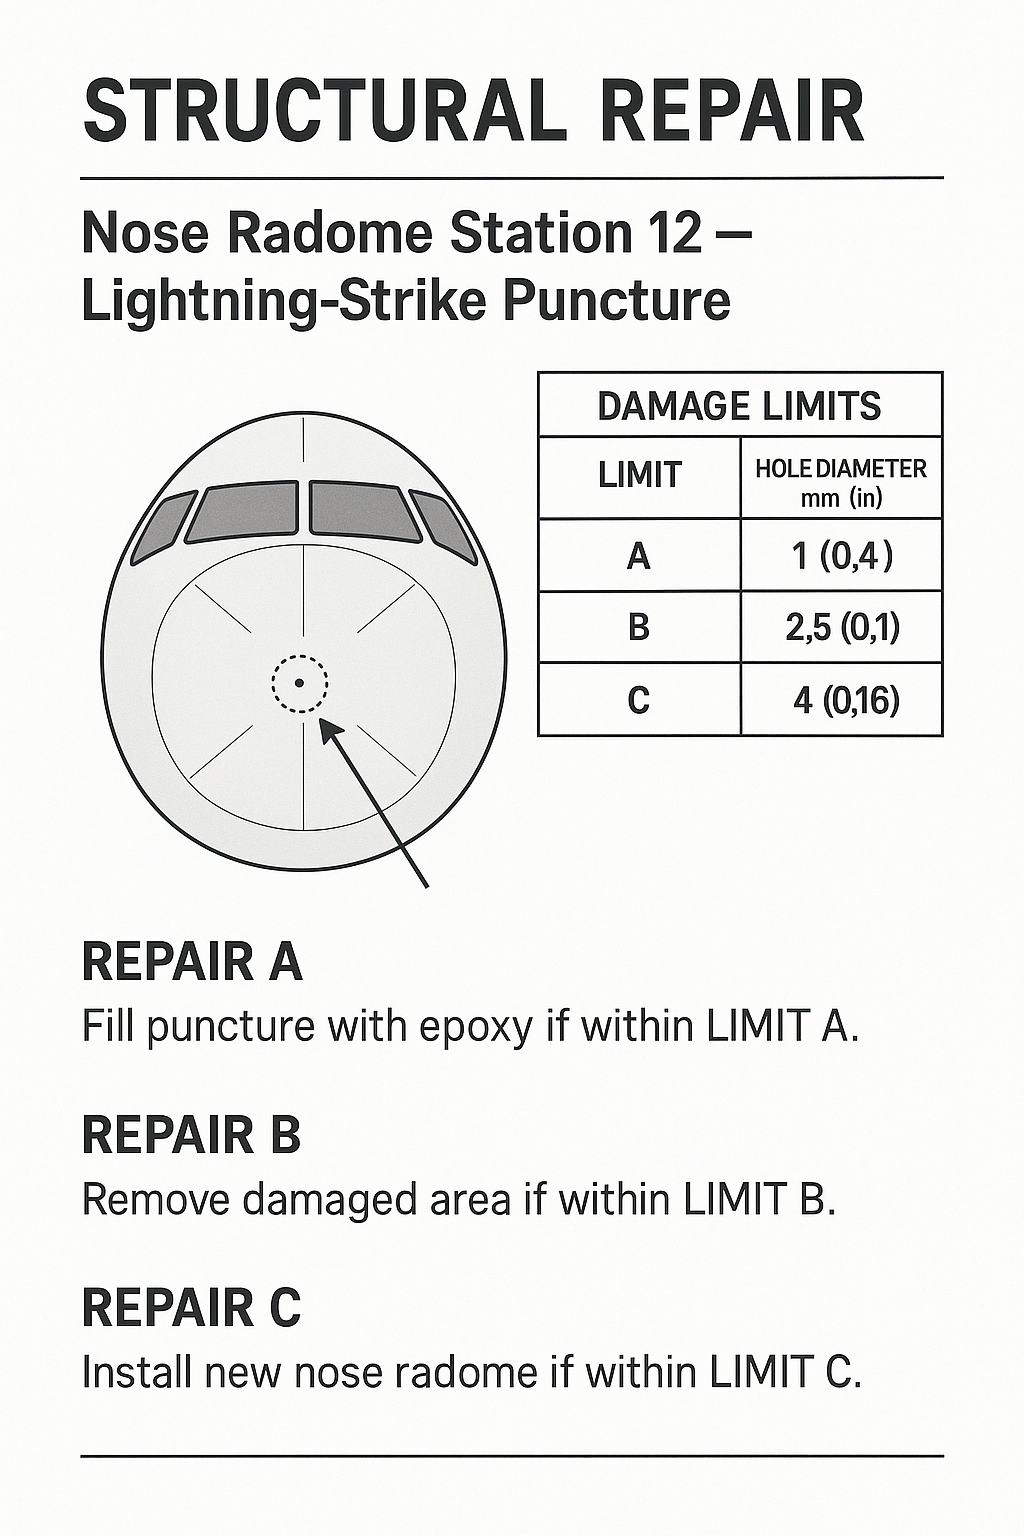 STRUCTURAL REPAIR
Nose Radome Station 12 –
Lightning-Strike Puncture
DAMAGE LIMITS
LIMIT
HOLE DIAMETER
mm (in)
A
1 (0,4)
B
2,5 (0,1)
C
4 (0,16)
REPAIR A
Fill puncture with epoxy if within LIMIT A.
REPAIR B
Remove damaged area if within LIMIT B.
REPAIR C
Install new nose radome if within LIMIT C.